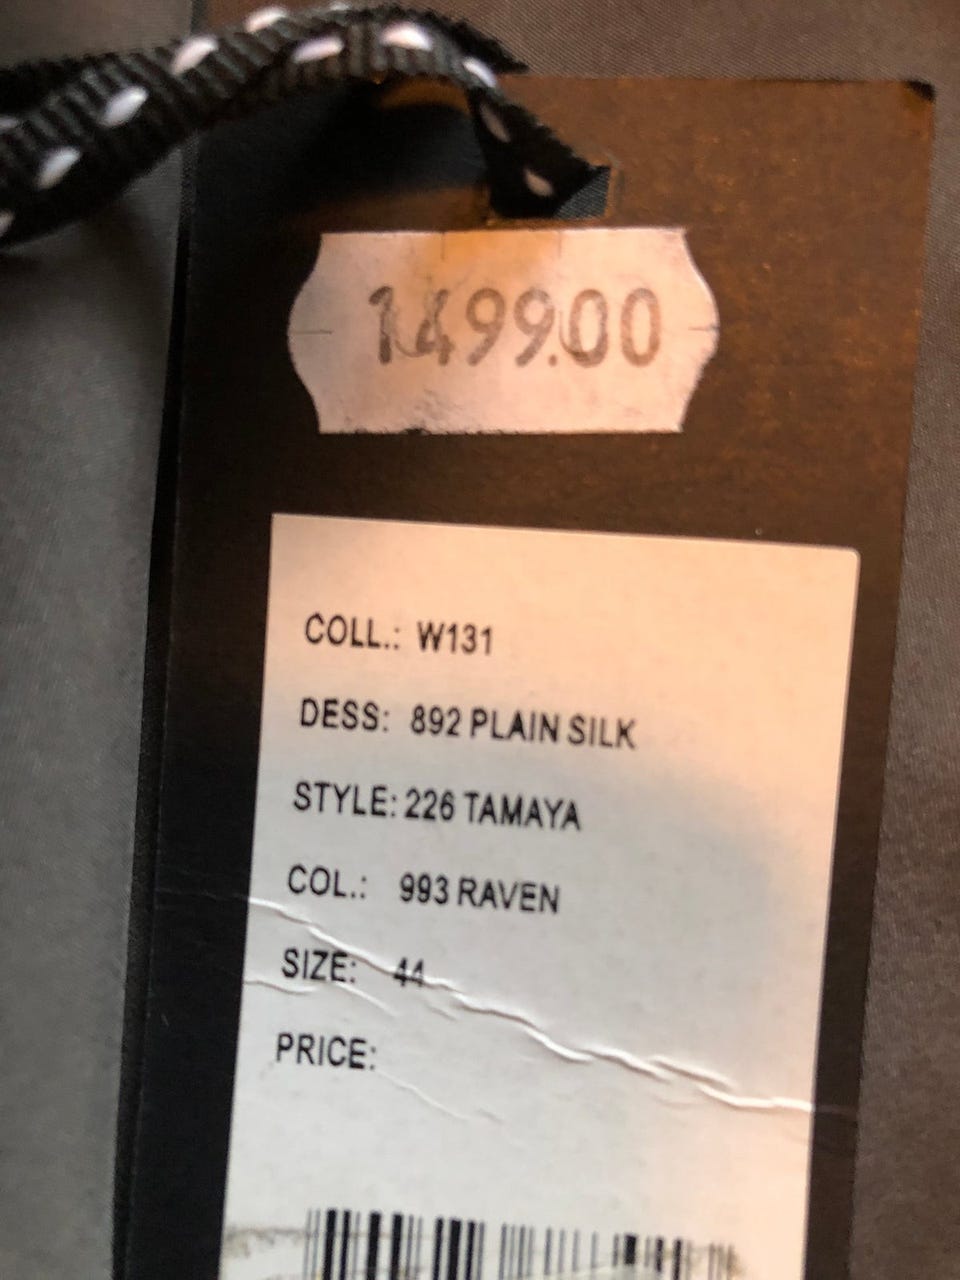 1499.00
COLL.: W131
DESS: 892 PLAIN SILK
STYLE: 226 TAMAYA
COL.: 993 RAVEN
SIZE: 44
PRICE: